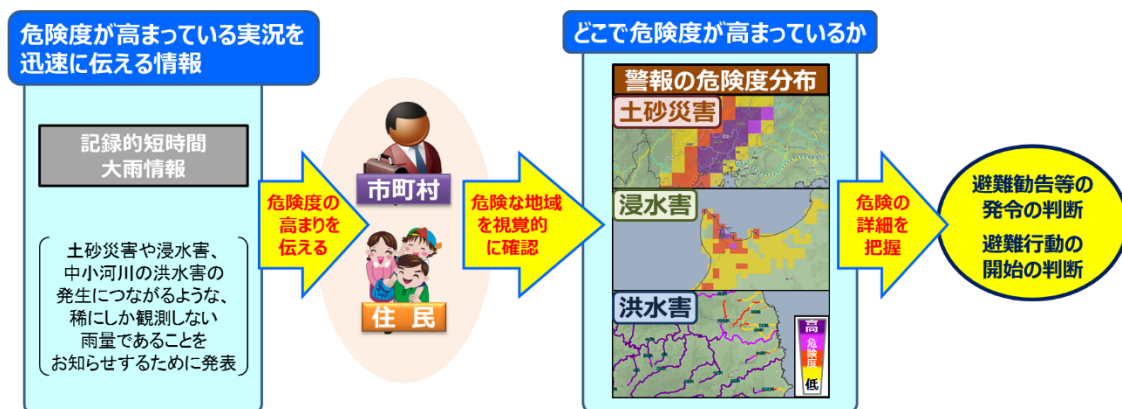 危険度が高まっている実況を
迅速に伝える情報
記録的短時間
大雨情報
土砂災害や浸水害、
中小河川の洪水害の
発生につながるような、
稀にしか観測しない
雨量であることを
お知らせするために発表
危険度の
高まりを
伝える
市町村
住 民
危険な地域
を視覚的
に確認
どこで危険度が高まっているか
警報の危険度分布
土砂災害
浸水害
洪水害
高
危険度
低
危険の
詳細を
把握
避難勧告等の
発令の判断
避難行動の
開始の判断